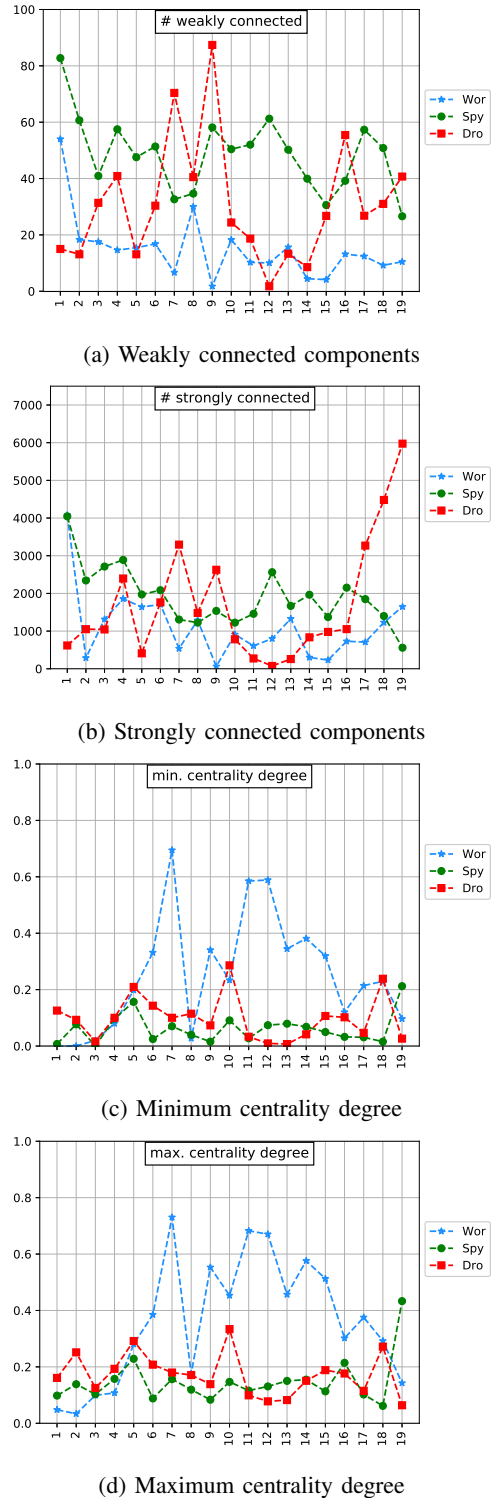 # weakly connected
100
80
60
40
20
0
Wor
Spy
Dro
1 2 3 4 5 6 7 8 9 10 11 12 13 14 15 16 17 18 19
(a) Weakly connected components
# strongly connected
7000
6000
5000
4000
3000
2000
1000
0
Wor
Spy
Dro
1 2 3 4 5 6 7 8 9 10 11 12 13 14 15 16 17 18 19
(b) Strongly connected components
min. centrality degree
1.0
0.8
0.6
0.4
0.2
0.0
Wor
Spy
Dro
1 2 3 4 5 6 7 8 9 10 11 12 13 14 15 16 17 18 19
(c) Minimum centrality degree
max. centrality degree
1.0
0.8
0.6
0.4
0.2
0.0
Wor
Spy
Dro
1 2 3 4 5 6 7 8 9 10 11 12 13 14 15 16 17 18 19
(d) Maximum centrality degree